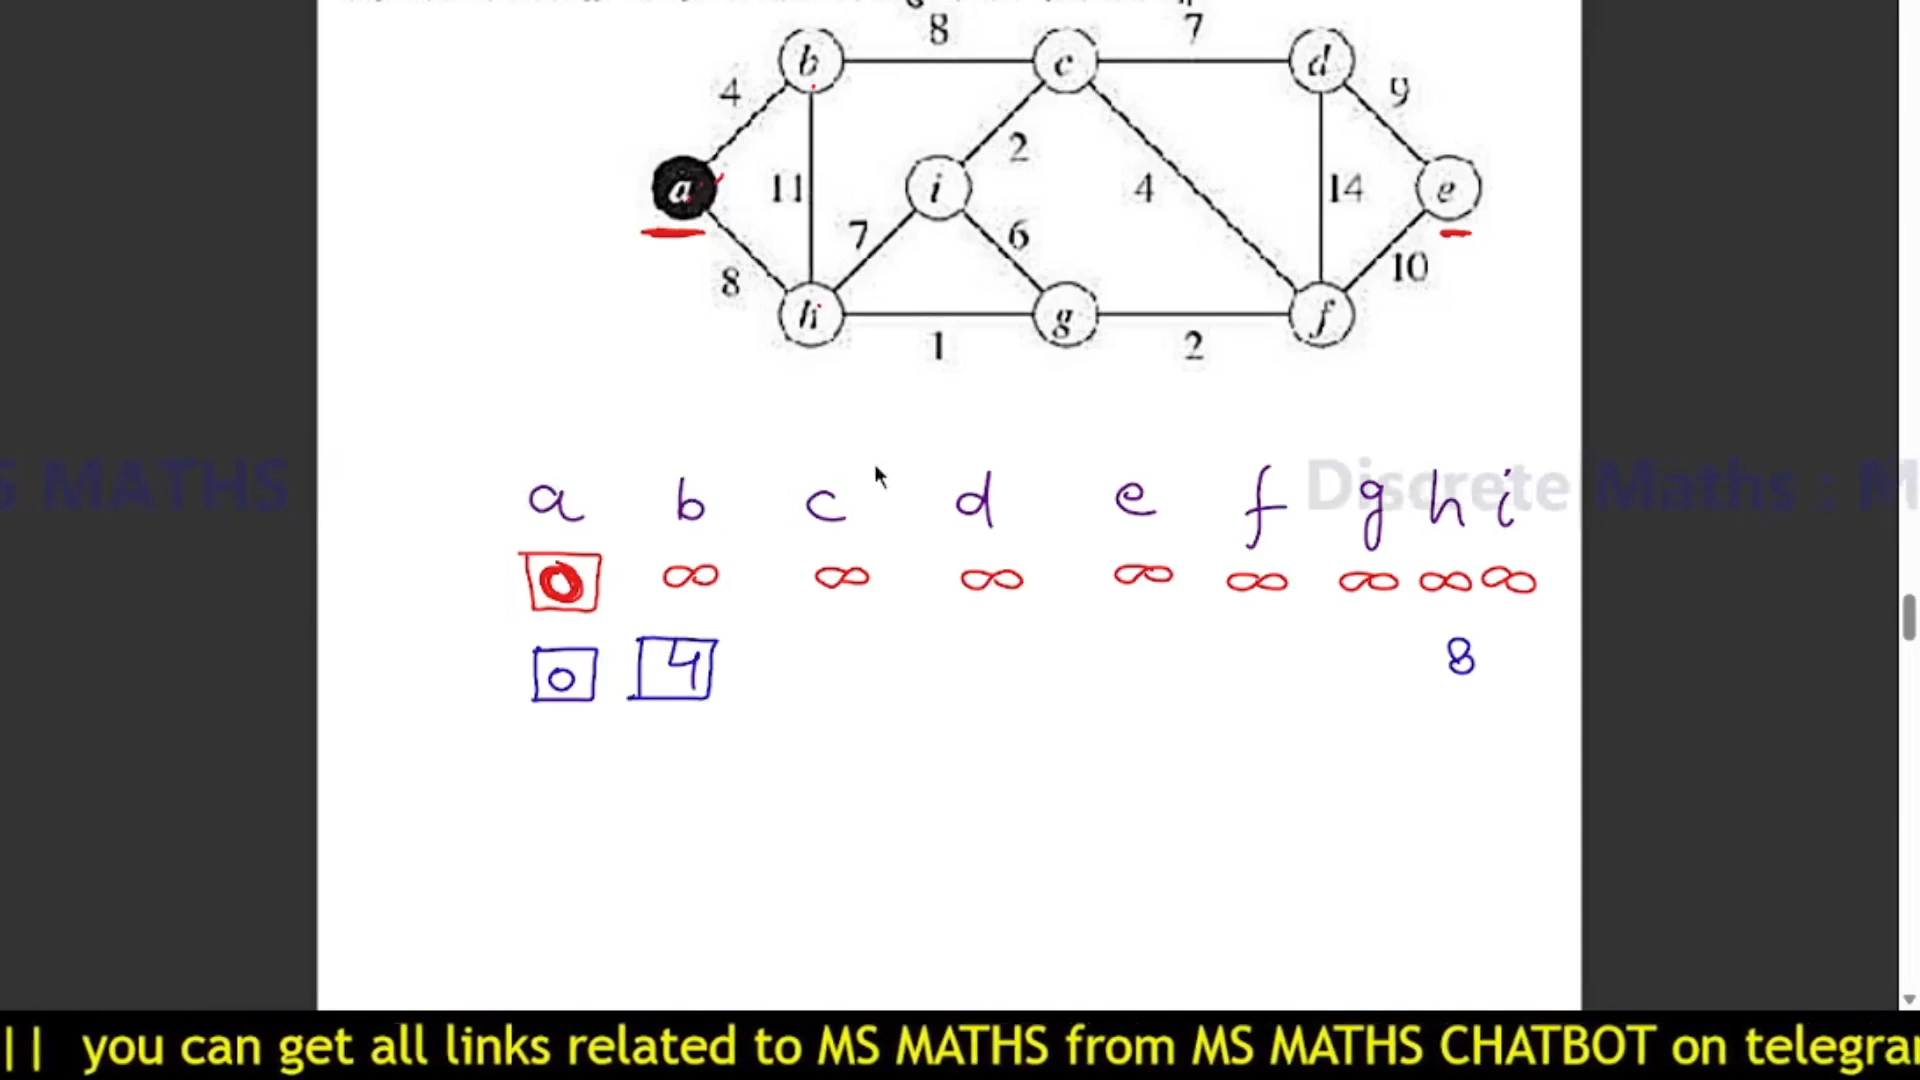 8 7
b c d
4 9
2
a 11 i 4 14 e
7 6
8 10
h g f
1 2
S MATHS Discrete Maths : M
a b c d e f g h i
0 ∞ ∞ ∞ ∞ ∞ ∞ ∞ ∞
0 4 8
|| you can get all links related to MS MATHS from MS MATHS CHATBOT on telegra